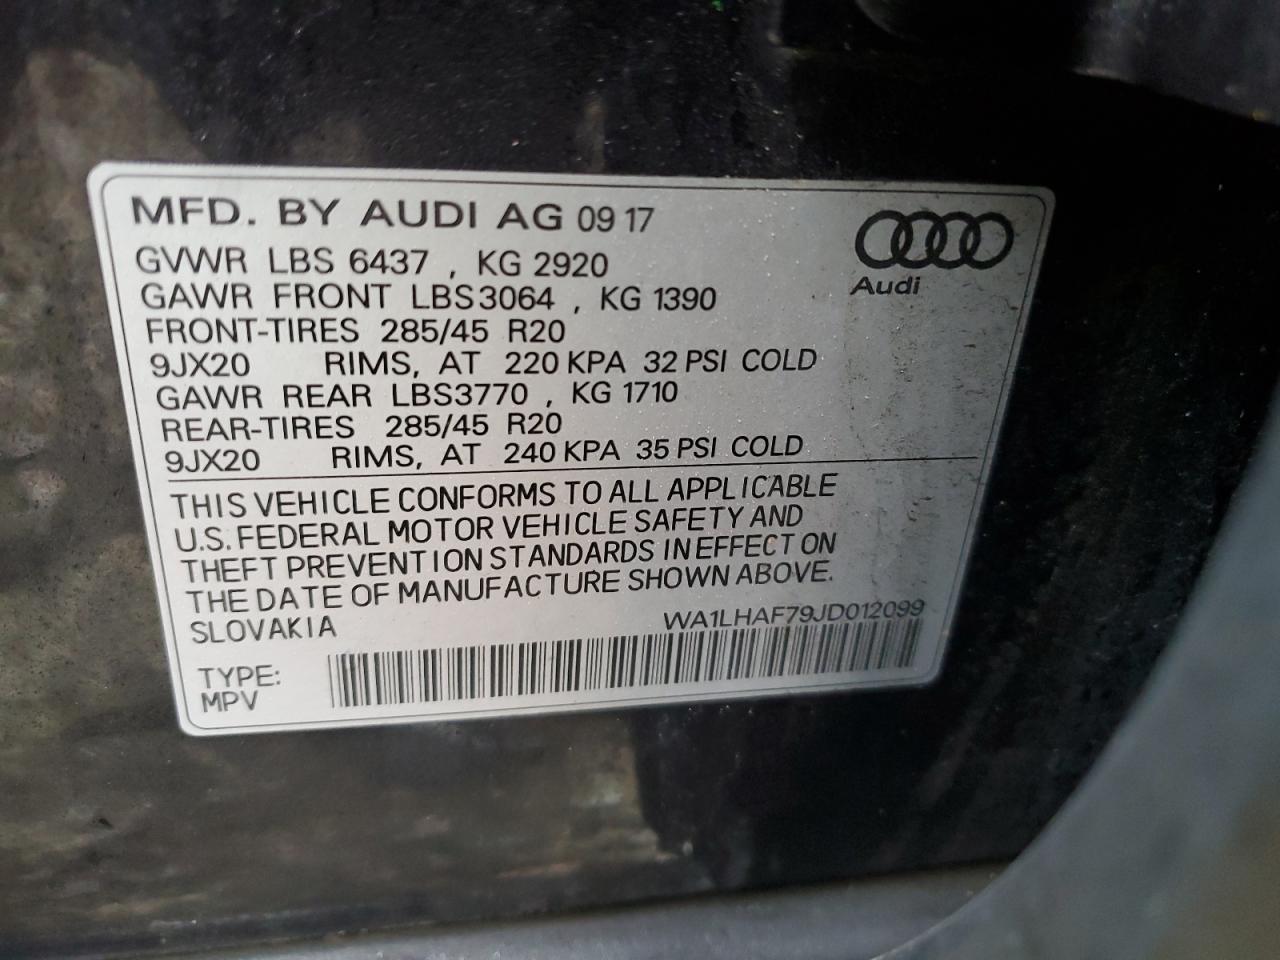 MFD. BY AUDI AG 09 17
Audi
GVWR LBS 6437 , KG 2920
GAWR FRONT LBS3064 , KG 1390
FRONT-TIRES 285/45 R20
9JX20 RIMS, AT 220 KPA 32 PSI COLD
GAWR REAR LBS3770 , KG 1710
REAR-TIRES 285/45 R20
9JX20 RIMS, AT 240 KPA 35 PSI COLD
THIS VEHICLE CONFORMS TO ALL APPLICABLE
U.S. FEDERAL MOTOR VEHICLE SAFETY AND
THEFT PREVENTION STANDARDS IN EFFECT ON
THE DATE OF MANUFACTURE SHOWN ABOVE.
SLOVAKIA WA1LHAF79JD012099
TYPE:
MPV